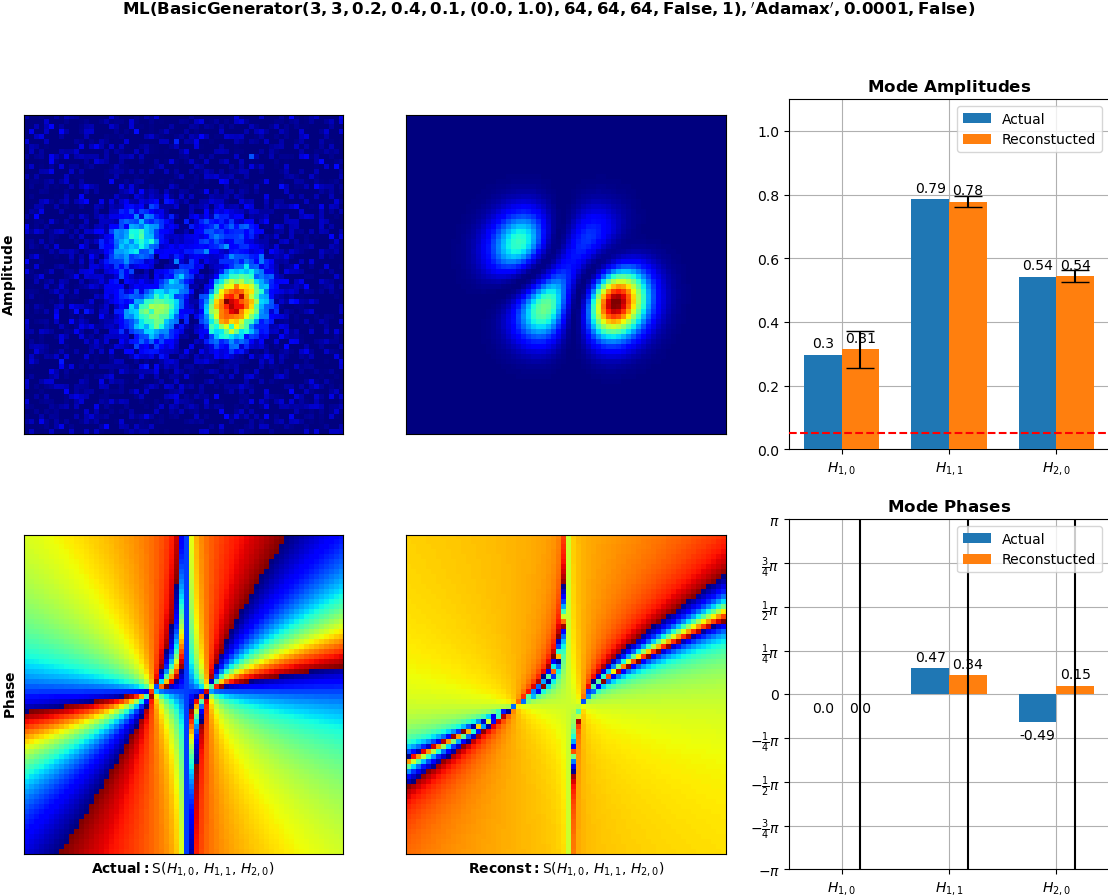 ML(BasicGenerator(3, 3, 0.2, 0.4, 0.1, (0.0, 1.0), 64, 64, 64, False, 1), ′Adamax′, 0.0001, False)
Amplitude
Mode Amplitudes
Actual
Reconstucted
1.0
0.8
0.6
0.4
0.2
0.0
0.3
0.31
0.79
0.78
0.54
0.54
H1,0
H1,1
H2,0
Phase
Actual: S(H1,0, H1,1, H2,0)
Reconst: S(H1,0, H1,1, H2,0)
Mode Phases
Actual
Reconstucted
π
3/4π
1/2π
1/4π
0
−1/4π
−1/2π
−3/4π
−π
0.0
0.0
0.47
0.34
-0.49
0.15
H1,0
H1,1
H2,0